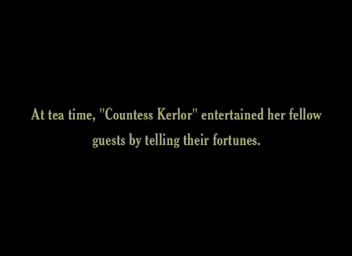 At tea time, "Countess Kerlor" entertained her fellow
guests by telling their fortunes.